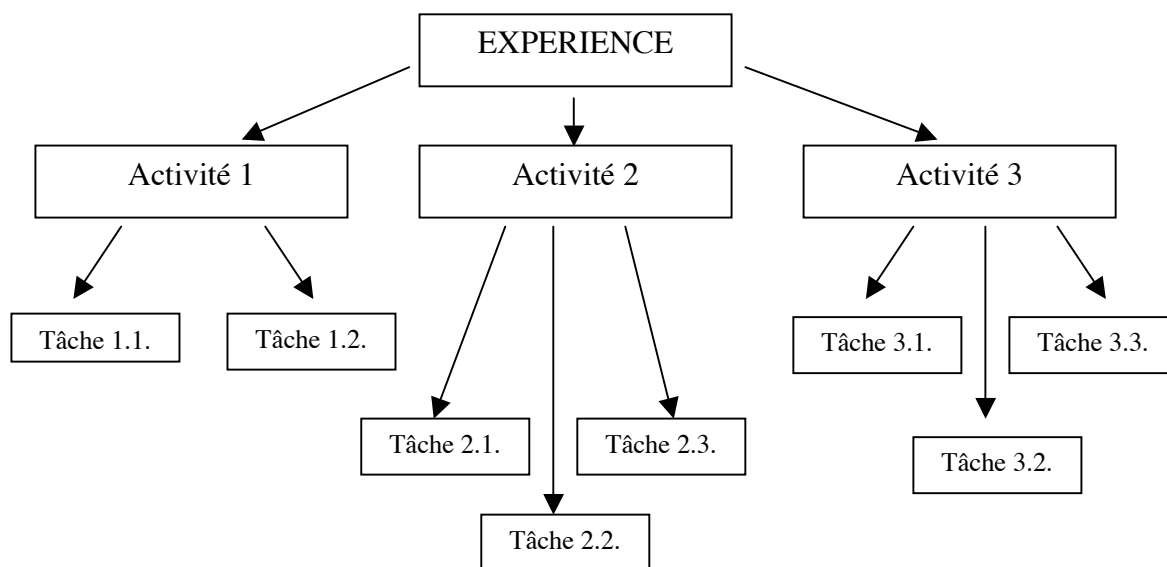 EXPERIENCE
Activité 1
Activité 2
Activité 3
Tâche 1.1.
Tâche 1.2.
Tâche 3.1.
Tâche 3.3.
Tâche 2.1.
Tâche 2.3.
Tâche 3.2.
Tâche 2.2.